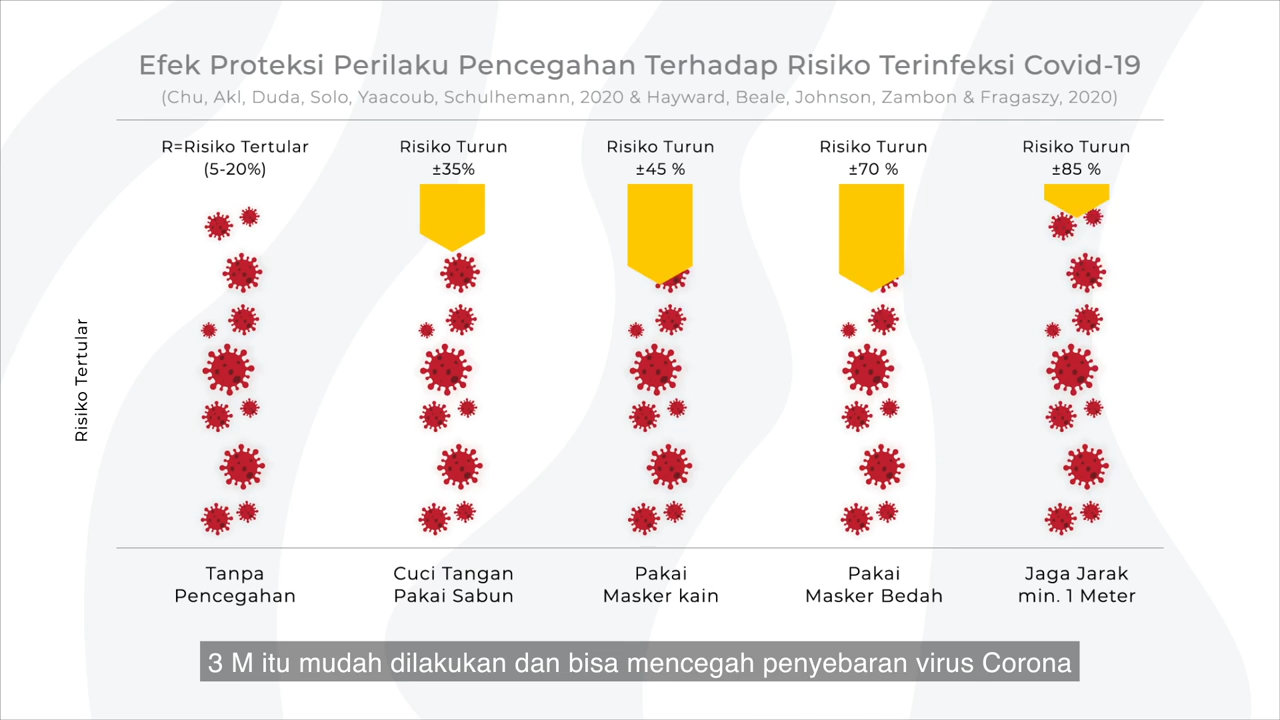 Efek Proteksi Perilaku Pencegahan Terhadap Risiko Terinfeksi Covid-19
(Chu, Akl, Duda, Solo, Yaacoub, Schulhemann, 2020 & Hayward, Beale, Johnson, Zambon & Fragaszy, 2020)
R=Risiko Tertular
(5-20%)
Risiko Turun
±35%
Risiko Turun
±45 %
Risiko Turun
±70 %
Risiko Turun
±85 %
Risiko Tertular
Tanpa
Pencegahan
Cuci Tangan
Pakai Sabun
Pakai
Masker kain
Pakai
Masker Bedah
Jaga Jarak
min. 1 Meter
3 M itu mudah dilakukan dan bisa mencegah penyebaran virus Corona